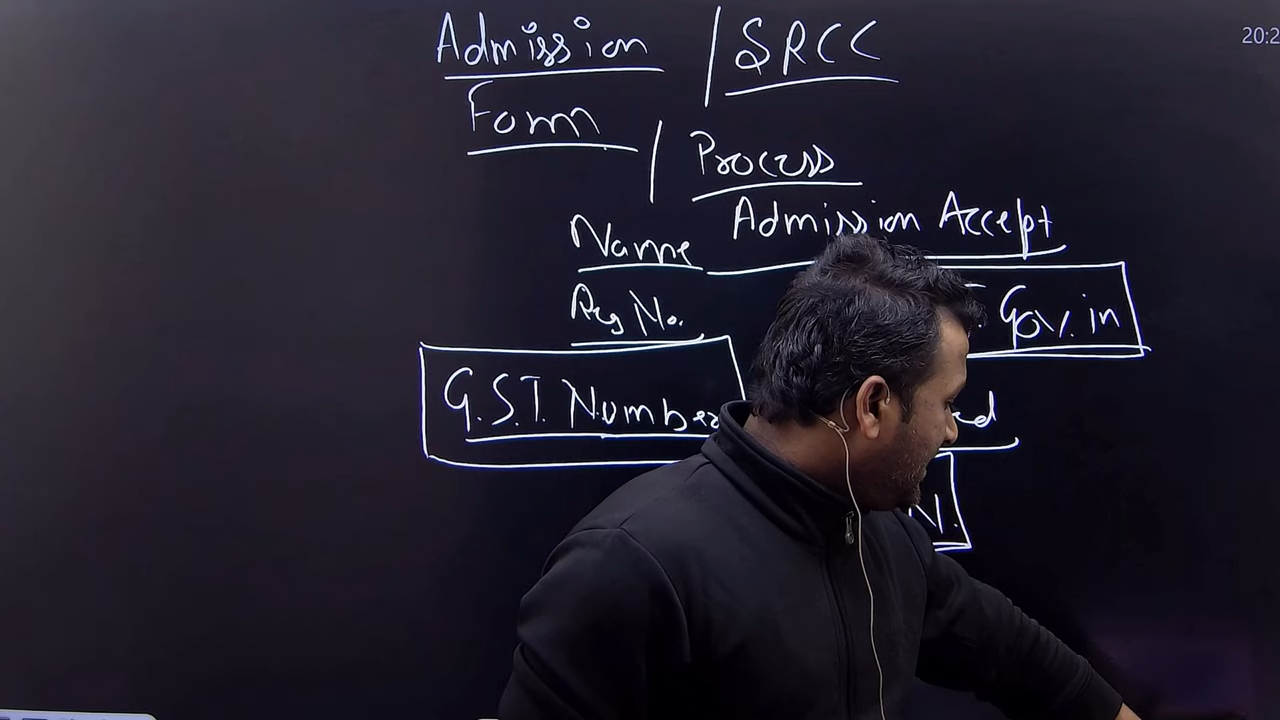 Admission / SRCC
Form / Process
Name Admission Accept
Reg No. Gov. in
G.S.T. Number
20:2